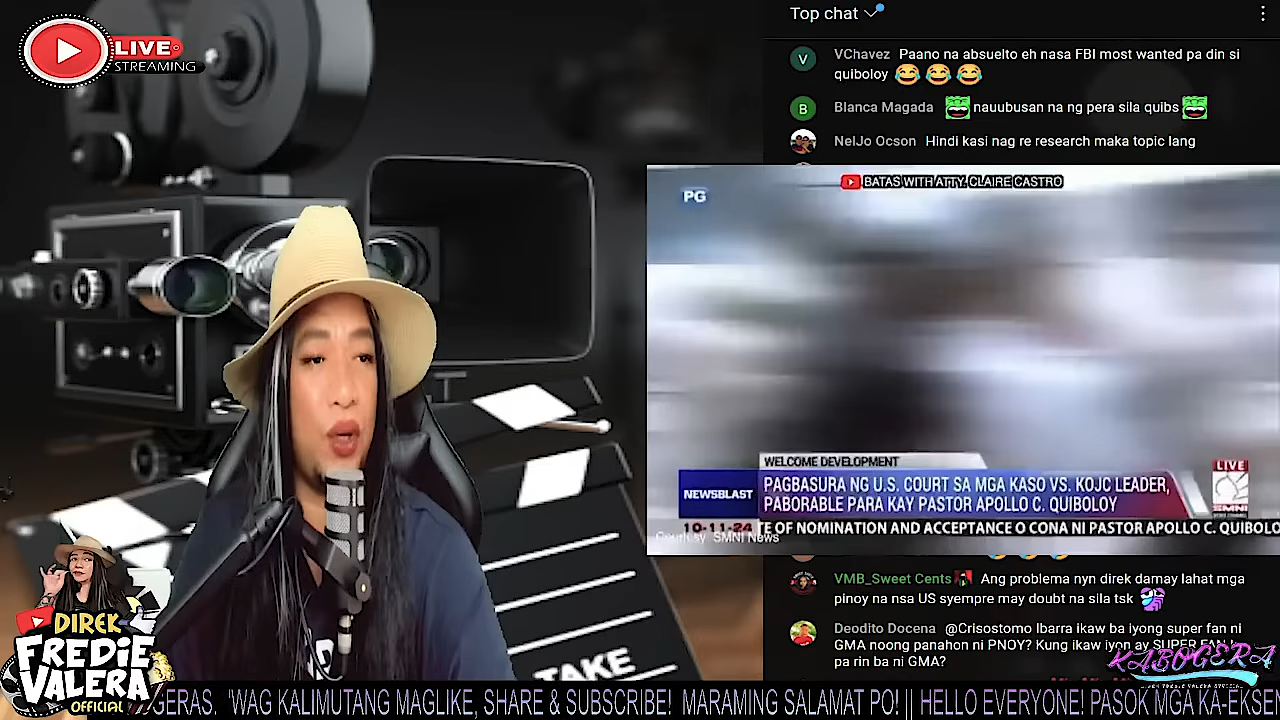 LIVE
STREAMING
Top chat
V
VChavez Paano na absuelto eh nasa FBI most wanted pa din si
quiboloy
B
Blanca Magada nauubusan na ng pera sila quibs
NelJo Ocson Hindi kasi nag re research maka topic lang
PG
BATAS WITH ATTY. CLAIRE CASTRO
WELCOME DEVELOPMENT
NEWSBLAST
PAGBASURA NG U.S. COURT SA MGA KASO VS. KOJC LEADER,
PABORABLE PARA KAY PASTOR APOLLO C. QUIBOLOY
LIVE
SMNI
10-11-24
TE OF NOMINATION AND ACCEPTANCE O CONA NI PASTOR APOLLO C. QUIBOLO
SMNI News
VMB_Sweet Cents Ang problema nyn direk damay lahat mga
pinoy na nsa US syempre may doubt na sila tsk
Deodito Docena @Crisostomo Ibarra ikaw ba iyong super fan ni
GMA noong panahon ni PNOY? Kung ikaw iyon ay SUPER FAN
pa rin ba ni GMA?
KABOGERA
DIREK
FREDIE
VALERA
OFFICIAL
TAKE
GERAS. 'WAG KALIMUTANG MAGLIKE, SHARE & SUBSCRIBE! MARAMING SALAMAT PO! || HELLO EVERYONE! PASOK MGA KA-EKSE